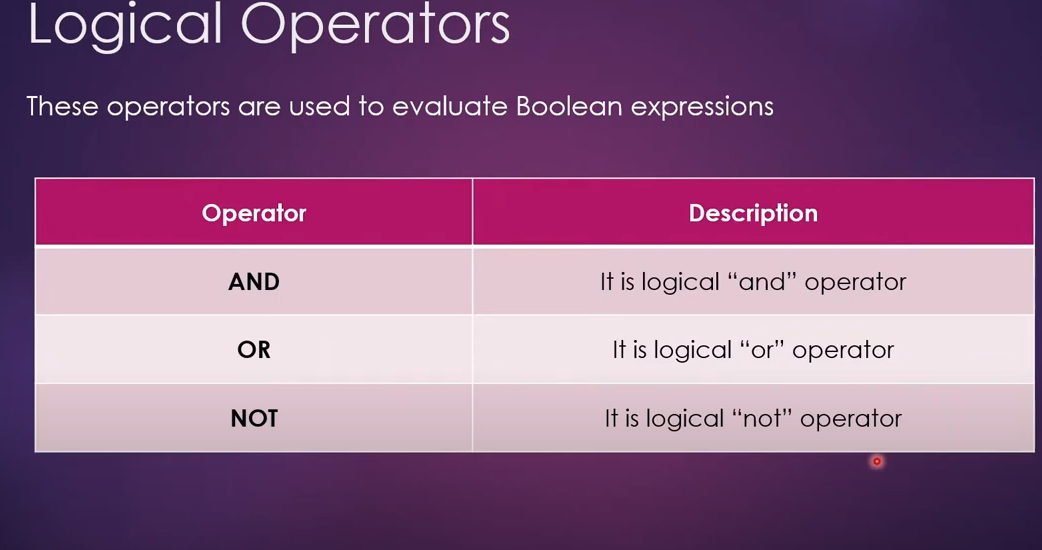 Logical Operators
These operators are used to evaluate Boolean expressions
Operator Description
AND It is logical “and” operator
OR It is logical “or” operator
NOT It is logical “not” operator